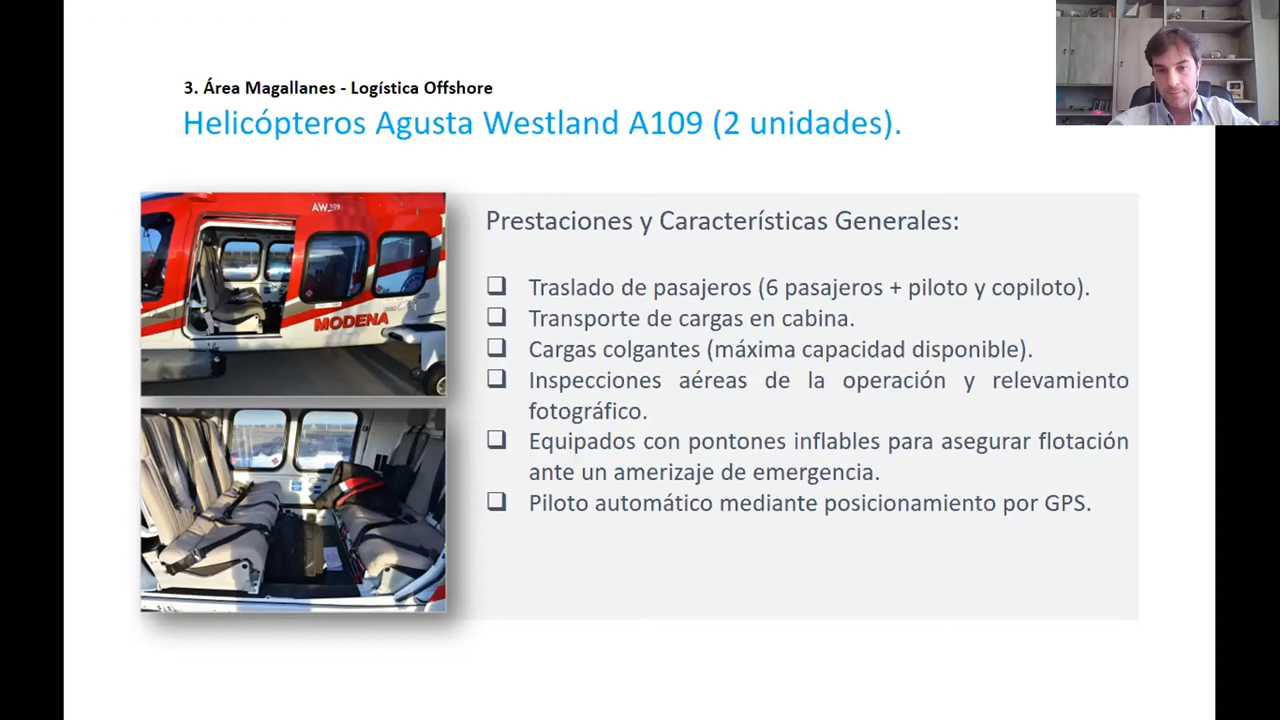 3. Área Magallanes - Logística Offshore
Helicópteros Agusta Westland A109 (2 unidades).
AW109
MODENA
Prestaciones y Características Generales:
❑ Traslado de pasajeros (6 pasajeros + piloto y copiloto).
❑ Transporte de cargas en cabina.
❑ Cargas colgantes (máxima capacidad disponible).
❑ Inspecciones aéreas de la operación y relevamiento
fotográfico.
❑ Equipados con pontones inflables para asegurar flotación
ante un amerizaje de emergencia.
❑ Piloto automático mediante posicionamiento por GPS.